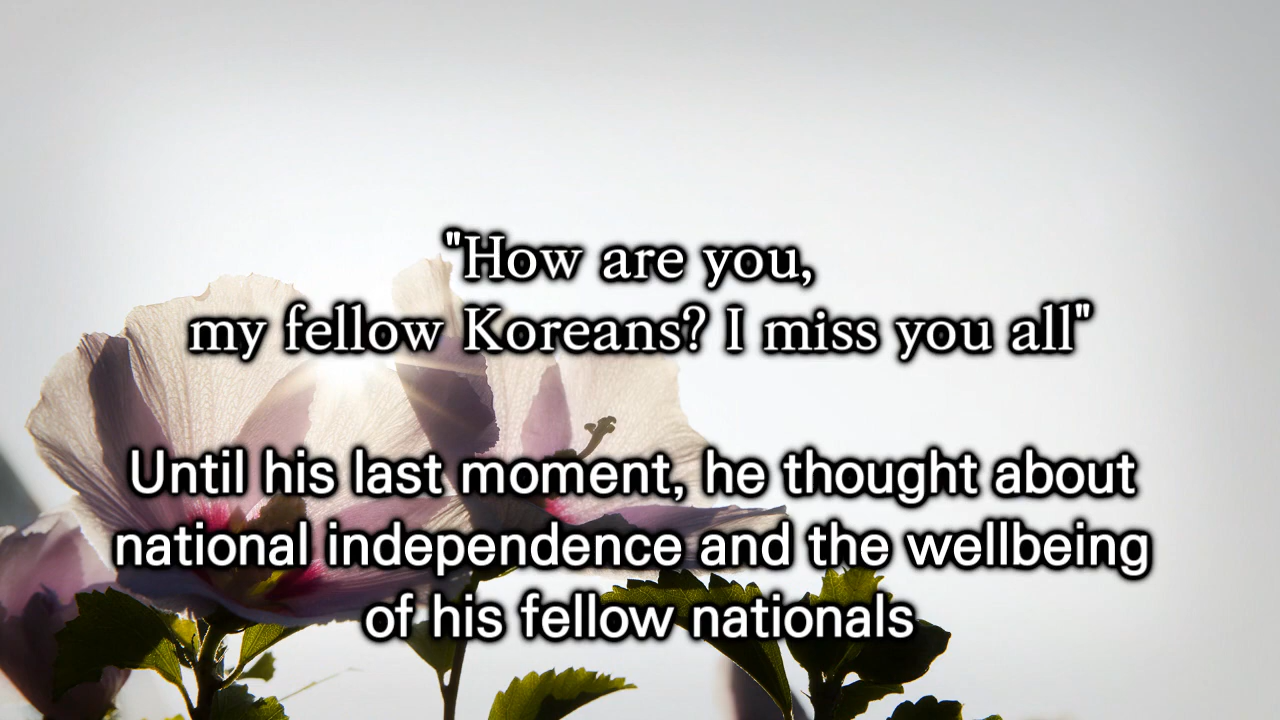 "How are you,
my fellow Koreans? I miss you all"
Until his last moment, he thought about
national independence and the wellbeing
of his fellow nationals